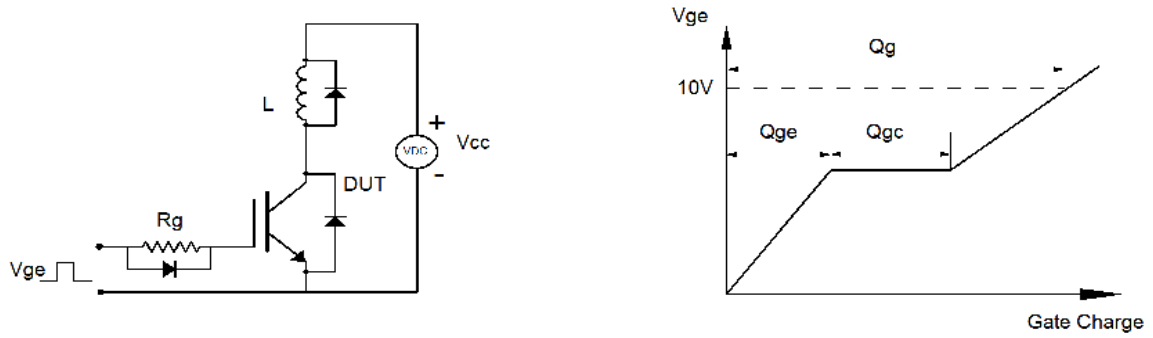 L
+
VDC
Vcc
-
DUT
Rg
Vge
Vge
Qg
10V
Qge
Qgc
Gate Charge